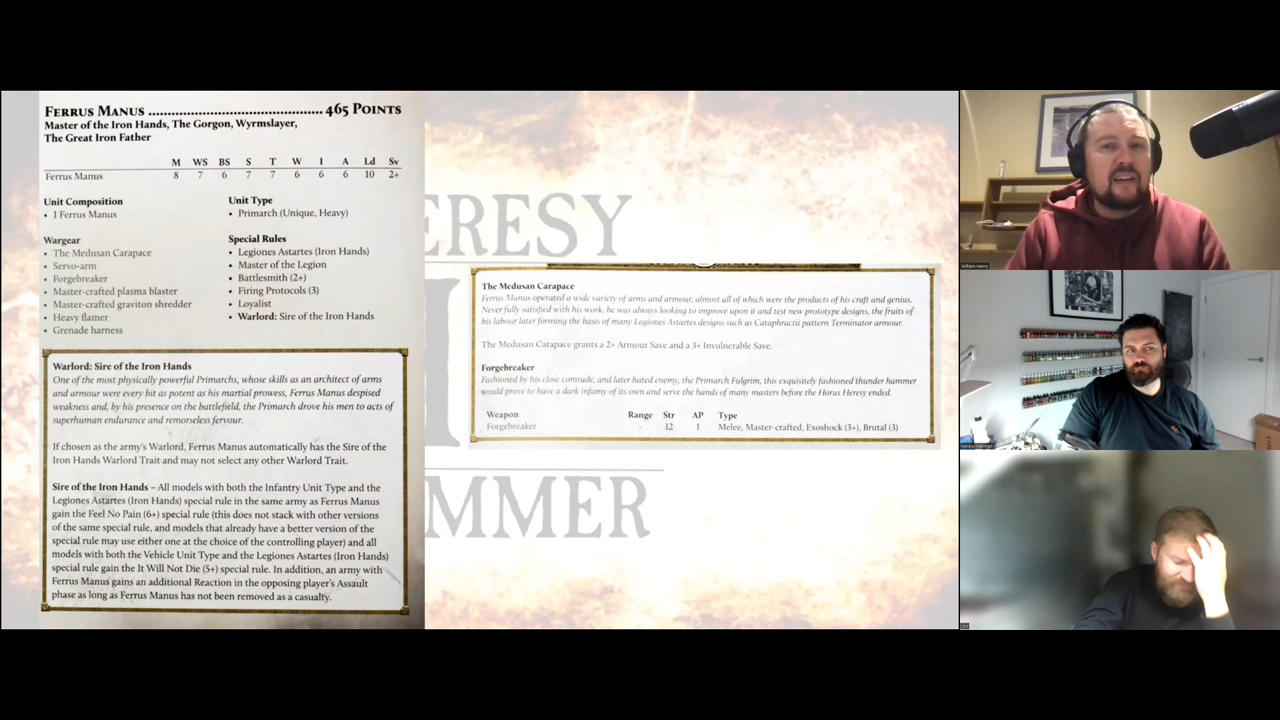 FERRUS MANUS .................................................. 465 POINTS
Master of the Iron Hands, The Gorgon, Wyrmslayer,
The Great Iron Father
M WS BS S T W I A Ld Sv
Ferrus Manus 8 7 6 7 7 6 6 6 10 2+
Unit Composition
• 1 Ferrus Manus
Unit Type
• Primarch (Unique, Heavy)
Wargear
• The Medusan Carapace
• Servo-arm
• Forgebreaker
• Master-crafted plasma blaster
• Master-crafted graviton shredder
• Heavy flamer
• Grenade harness
Special Rules
• Legiones Astartes (Iron Hands)
• Master of the Legion
• Battlesmith (2+)
• Firing Protocols (3)
• Loyalist
• Warlord: Sire of the Iron Hands
Warlord: Sire of the Iron Hands
One of the most physically powerful Primarchs, whose skills as an architect of arms
and armour were every bit as potent as his martial prowess, Ferrus Manus despised
weakness and, by his presence on the battlefield, the Primarch drove his men to acts of
superhuman endurance and remorseless fervour.
If chosen as the army's Warlord, Ferrus Manus automatically has the Sire of the
Iron Hands Warlord Trait and may not select any other Warlord Trait.
Sire of the Iron Hands – All models with both the Infantry Unit Type and the
Legiones Astartes (Iron Hands) special rule in the same army as Ferrus Manus
gain the Feel No Pain (6+) special rule (this does not stack with other versions
of the same special rule, and models that already have a better version of the
special rule may use either one at the choice of the controlling player) and all
models with both the Vehicle Unit Type and the Legiones Astartes (Iron Hands)
special rule gain the It Will Not Die (5+) special rule. In addition, an army with
Ferrus Manus gains an additional Reaction in the opposing player's Assault
phase as long as Ferrus Manus has not been removed as a casualty.
ERESY
MMER
The Medusan Carapace
Ferrus Manus operated a wide variety of arms and armour, almost all of which were the products of his craft and genius.
Never fully satisfied with his work, he was always looking to improve upon it and test new prototype designs, the fruits of
his labour later forming the basis of many Legiones Astartes designs such as Cataphractii pattern Terminator armour.
The Medusan Carapace grants a 2+ Armour Save and a 3+ Invulnerable Save.
Forgebreaker
Fashioned by his close comrade, and later hated enemy, the Primarch Fulgrim, this exquisitely fashioned thunder hammer
would prove to have a dark infamy of its own and serve the hands of many masters before the Horus Heresy ended.
Weapon Range Str AP Type
Forgebreaker - 12 1 Melee, Master-crafted, Exoshock (3+), Brutal (3)
William Henry